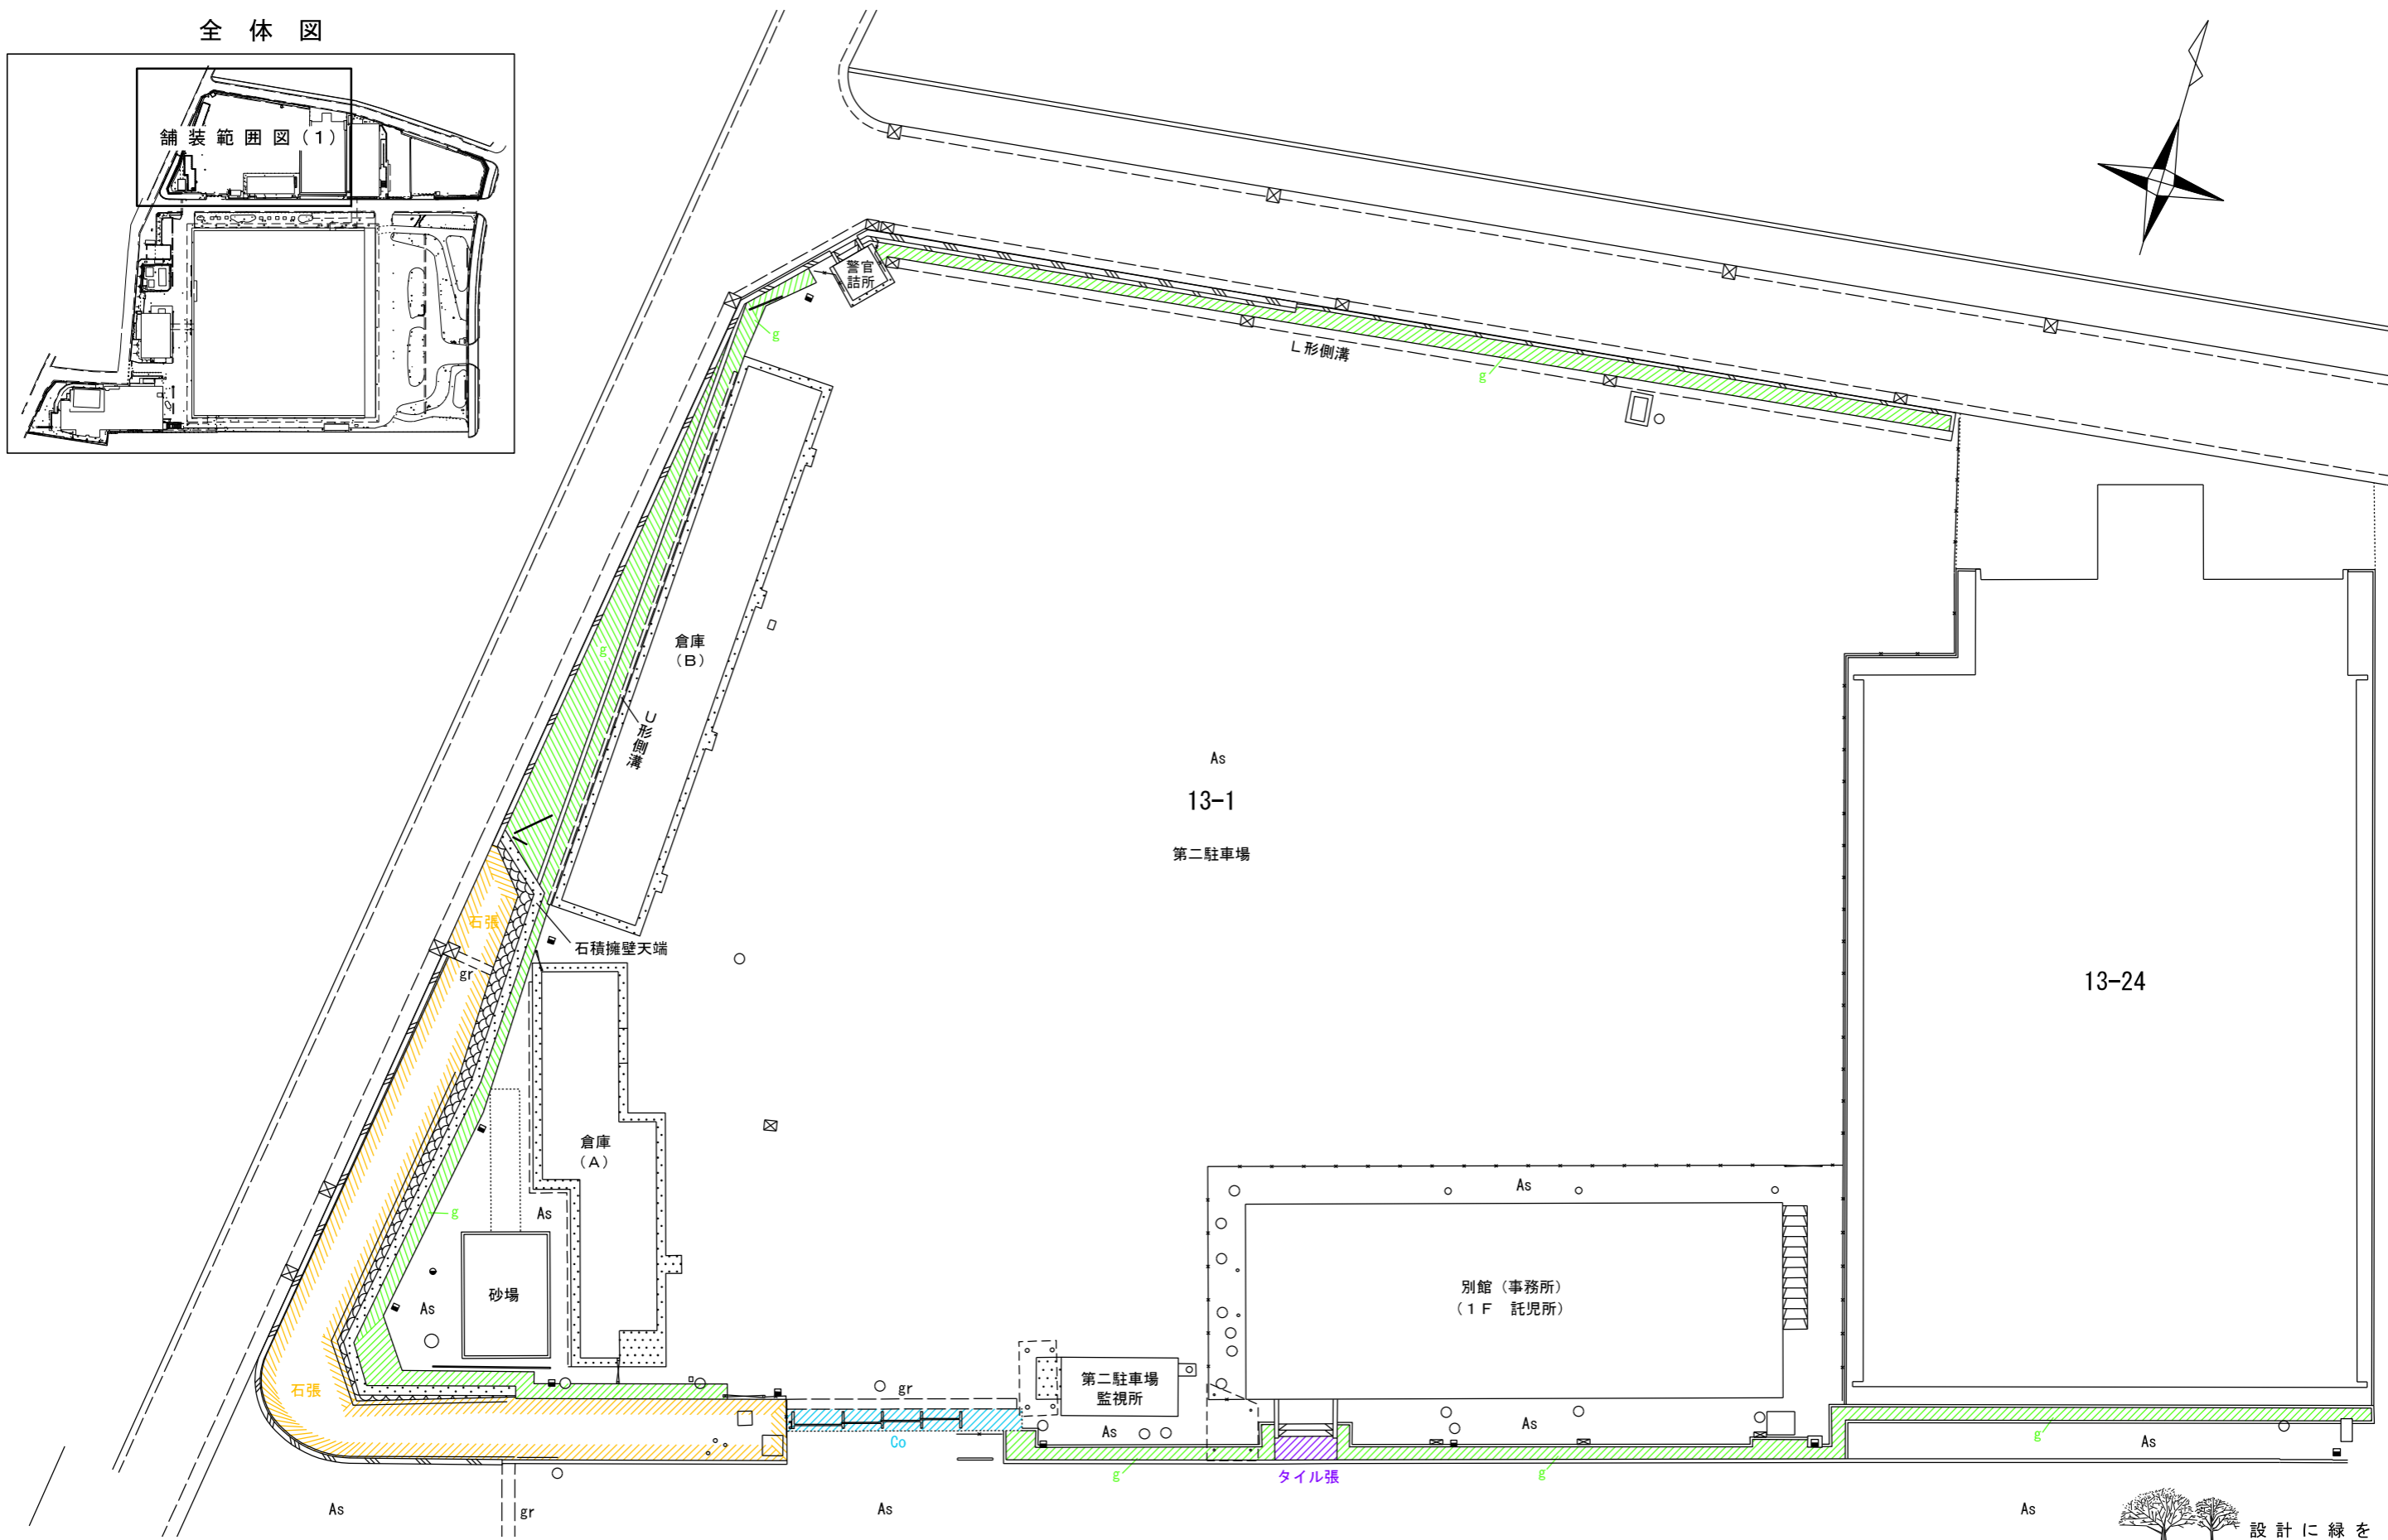 全体図
舗装範囲図(1)
警官
詰所
g
L形側溝
g
倉庫
(B)
g
U形側溝
As
13-1
第二駐車場
石張
石積擁壁天端
gr
13-24
倉庫
(A)
As
g
As
砂場
As
別館(事務所)
(1F 託児所)
石張
gr
第二駐車場
監視所
As
As
Co
g
タイル張
g
g
As
As
gr
As
As
設計に緑を